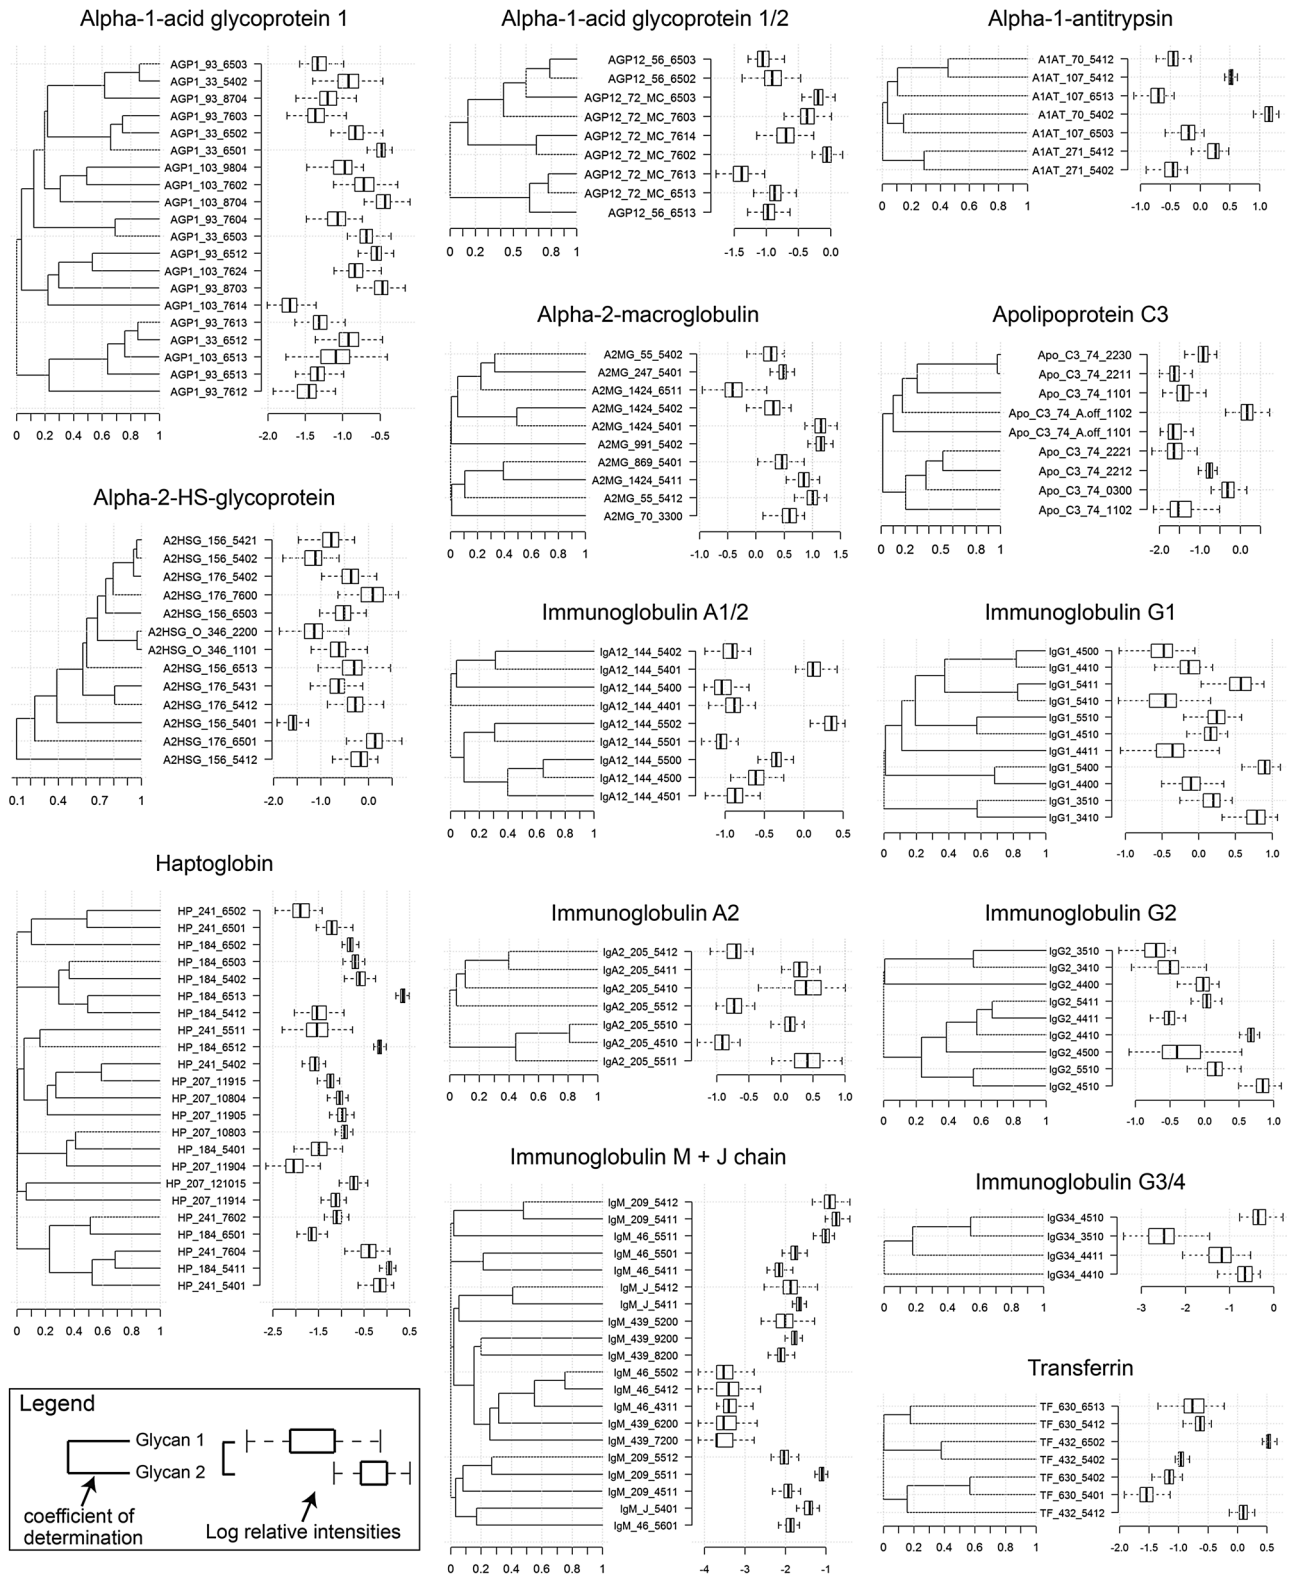 Alpha-1-acid glycoprotein 1
AGP1_93_6503
AGP1_33_5402
AGP1_93_8704
AGP1_93_7603
AGP1_33_6502
AGP1_33_6501
AGP1_103_9804
AGP1_103_7602
AGP1_103_8704
AGP1_93_7604
AGP1_33_6503
AGP1_93_6512
AGP1_103_7624
AGP1_93_8703
AGP1_103_7614
AGP1_93_7613
AGP1_33_6512
AGP1_103_6513
AGP1_93_6513
AGP1_93_7612
0 0.2 0.4 0.6 0.8 1 -2.0 -1.5 -1.0 -0.5
Alpha-2-HS-glycoprotein
A2HSG_156_5421
A2HSG_156_5402
A2HSG_176_5402
A2HSG_176_7600
A2HSG_156_6503
A2HSG_O_346_2200
A2HSG_O_346_1101
A2HSG_156_6513
A2HSG_176_5431
A2HSG_176_5412
A2HSG_156_5401
A2HSG_176_6501
A2HSG_156_5412
0.1 0.4 0.7 1 -2.0 -1.0 0.0
Haptoglobin
HP_241_6502
HP_241_6501
HP_184_6502
HP_184_6503
HP_184_5402
HP_184_6513
HP_184_5412
HP_241_5511
HP_184_6512
HP_241_5402
HP_207_11915
HP_207_10804
HP_207_11905
HP_207_10803
HP_184_5401
HP_207_11904
HP_207_121015
HP_207_11914
HP_241_7602
HP_184_6501
HP_241_7604
HP_184_5411
HP_241_5401
0 0.2 0.4 0.6 0.8 1 -2.5 -1.5 -0.5 0.5
Legend
Glycan 1
Glycan 2
coefficient of
determination
Log relative intensities
Alpha-1-acid glycoprotein 1/2
AGP12_56_6503
AGP12_56_6502
AGP12_72_MC_6503
AGP12_72_MC_7603
AGP12_72_MC_7614
AGP12_72_MC_7602
AGP12_72_MC_7613
AGP12_72_MC_6513
AGP12_56_6513
0 0.2 0.5 0.8 1 -1.5 -1.0 -0.5 0.0
Alpha-2-macroglobulin
A2MG_55_5402
A2MG_247_5401
A2MG_1424_6511
A2MG_1424_5402
A2MG_1424_5401
A2MG_991_5402
A2MG_869_5401
A2MG_1424_5411
A2MG_55_5412
A2MG_70_3300
0 0.2 0.4 0.6 0.8 1 -1.0 -0.5 0.0 0.5 1.0 1.5
Immunoglobulin A1/2
IgA12_144_5402
IgA12_144_5401
IgA12_144_5400
IgA12_144_4401
IgA12_144_5502
IgA12_144_5501
IgA12_144_5500
IgA12_144_4500
IgA12_144_4501
0 0.2 0.4 0.6 0.8 1 -1.0 -0.5 0.0 0.5
Immunoglobulin A2
IgA2_205_5412
IgA2_205_5411
IgA2_205_5410
IgA2_205_5512
IgA2_205_5510
IgA2_205_4510
IgA2_205_5511
0 0.2 0.4 0.6 0.8 1 -1.0 -0.5 0.0 0.5 1.0
Immunoglobulin M + J chain
IgM_209_5412
IgM_209_5411
IgM_46_5511
IgM_46_5501
IgM_46_5411
IgM_J_5412
IgM_J_5411
IgM_439_5200
IgM_439_9200
IgM_439_8200
IgM_46_5502
IgM_46_5412
IgM_46_4311
IgM_439_6200
IgM_439_7200
IgM_209_5512
IgM_209_5511
IgM_209_4511
IgM_J_5401
IgM_46_5601
0 0.2 0.4 0.6 0.8 1 -4 -3 -2 -1
Alpha-1-antitrypsin
A1AT_70_5412
A1AT_107_5412
A1AT_107_6513
A1AT_70_5402
A1AT_107_6503
A1AT_271_5412
A1AT_271_5402
0 0.2 0.4 0.6 0.8 1 -1.0 -0.5 0.0 0.5 1.0
Apolipoprotein C3
Apo_C3_74_2230
Apo_C3_74_2211
Apo_C3_74_1101
Apo_C3_74_A.off_1102
Apo_C3_74_A.off_1101
Apo_C3_74_2221
Apo_C3_74_2212
Apo_C3_74_0300
Apo_C3_74_1102
0 0.2 0.5 0.8 1 -2.0 -1.0 0.0
Immunoglobulin G1
IgG1_4500
IgG1_4410
IgG1_5411
IgG1_5410
IgG1_5510
IgG1_4510
IgG1_4411
IgG1_5400
IgG1_4400
IgG1_3510
IgG1_3410
0 0.2 0.4 0.6 0.8 1 -1.0 -0.5 0.0 0.5 1.0
Immunoglobulin G2
IgG2_3510
IgG2_3410
IgG2_4400
IgG2_5411
IgG2_4411
IgG2_4410
IgG2_4500
IgG2_5510
IgG2_4510
0 0.2 0.4 0.6 0.8 1 -1.0 -0.5 0.0 0.5 1.0
Immunoglobulin G3/4
IgG34_4510
IgG34_3510
IgG34_4411
IgG34_4410
0 0.2 0.4 0.6 0.8 1 -3 -2 -1 0
Transferrin
TF_630_6513
TF_630_5412
TF_432_6502
TF_432_5402
TF_630_5402
TF_630_5401
TF_432_5412
0 0.2 0.4 0.6 0.8 1 -2.0 -1.5 -1.0 -0.5 0.0 0.5